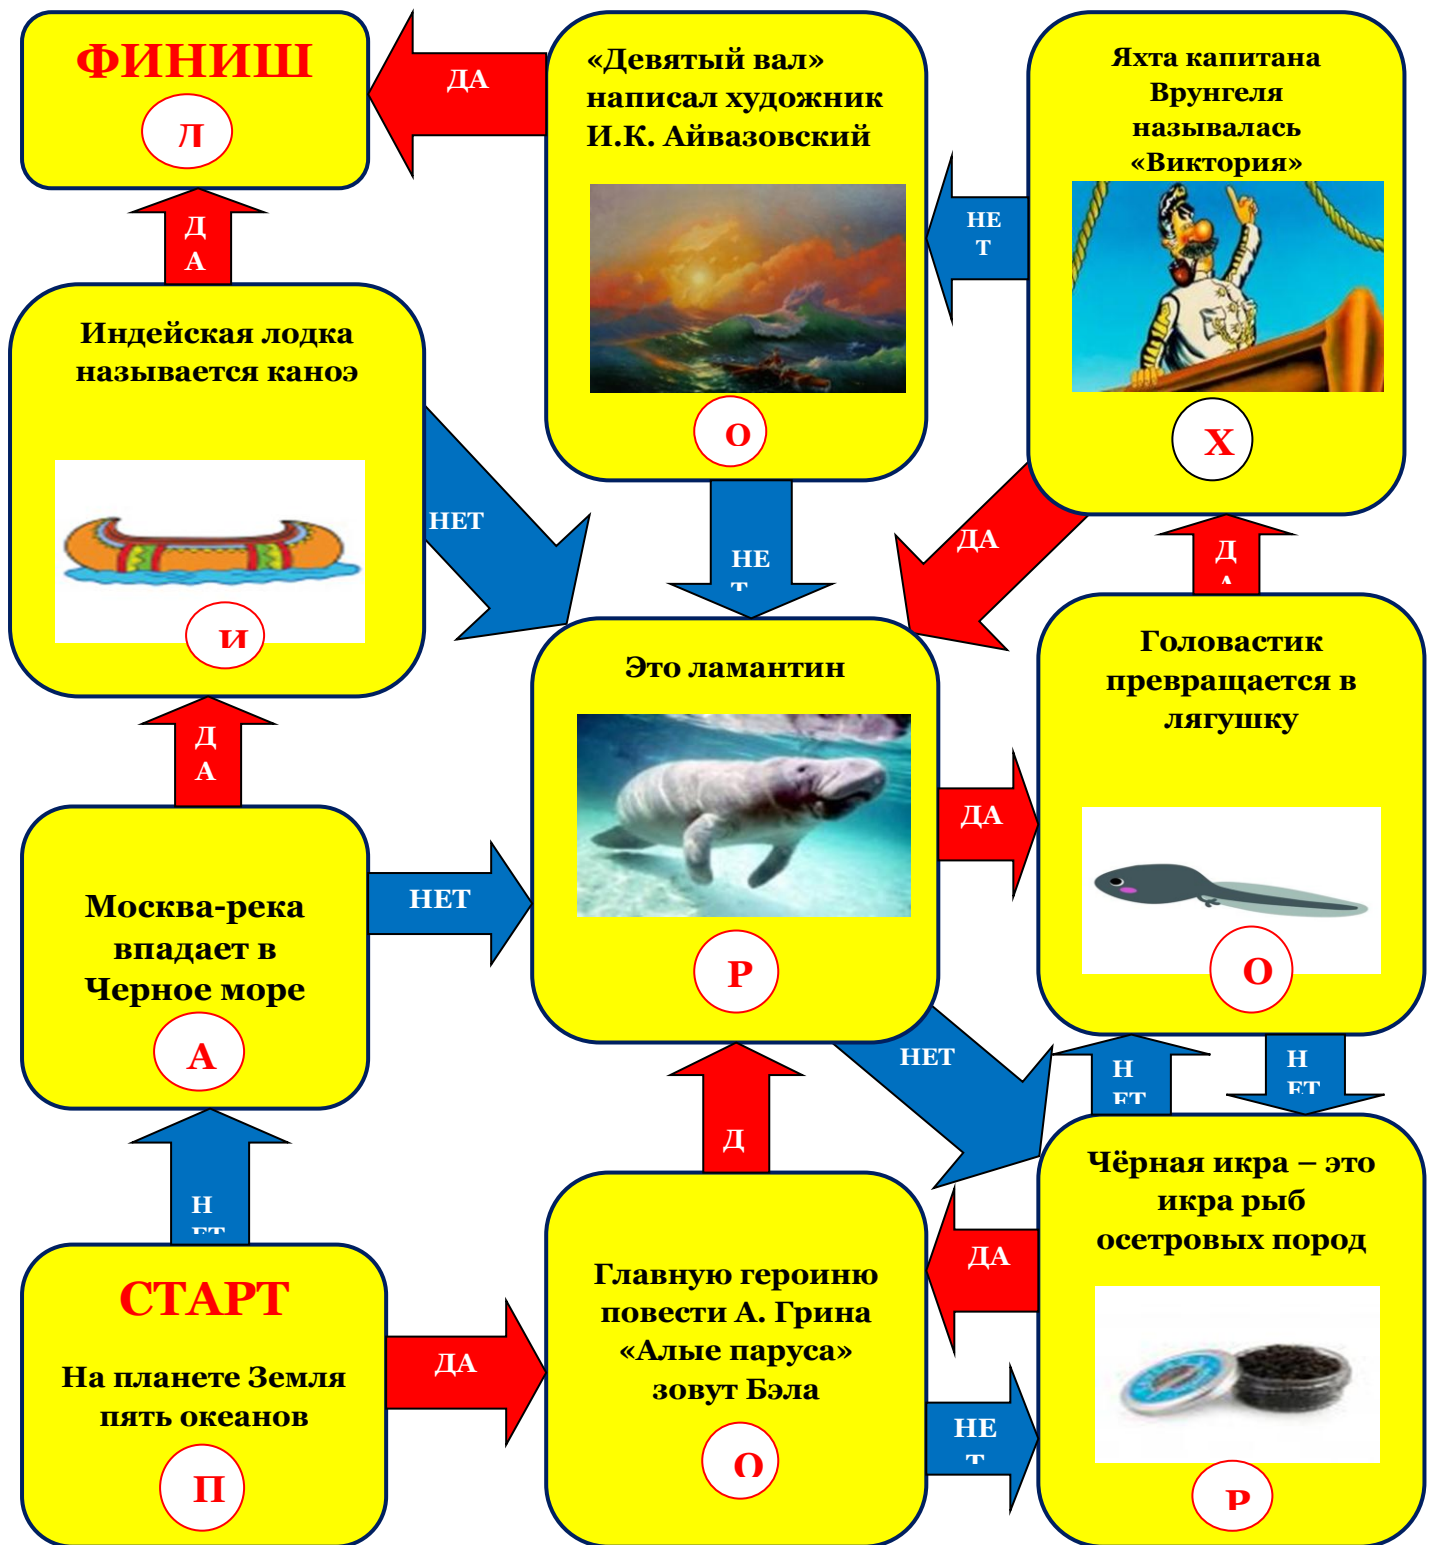 ФИНИШ
Л
ДА
«Девятый вал»
написал художник
И.К. Айвазовский
О
НЕ
Т
Яхта капитана
Врунгеля
называлась
«Виктория»
Х
Д
А
Индейская лодка
называется каноэ
И
НЕТ
НЕ
Т
ДА
Д
А
Это ламантин
Р
ДА
Головастик
превращается в
лягушку
О
Д
А
Москва-река
впадает в
Черное море
А
НЕТ
НЕТ
Н
ЕТ
Н
ЕТ
Н
ЕТ
Д
СТАРТ
На планете Земля
пять океанов
П
ДА
Главную героиню
повести А. Грина
«Алые паруса»
зовут Бэла
О
ДА
НЕ
Т
Чёрная икра – это
икра рыб
осетровых пород
Р